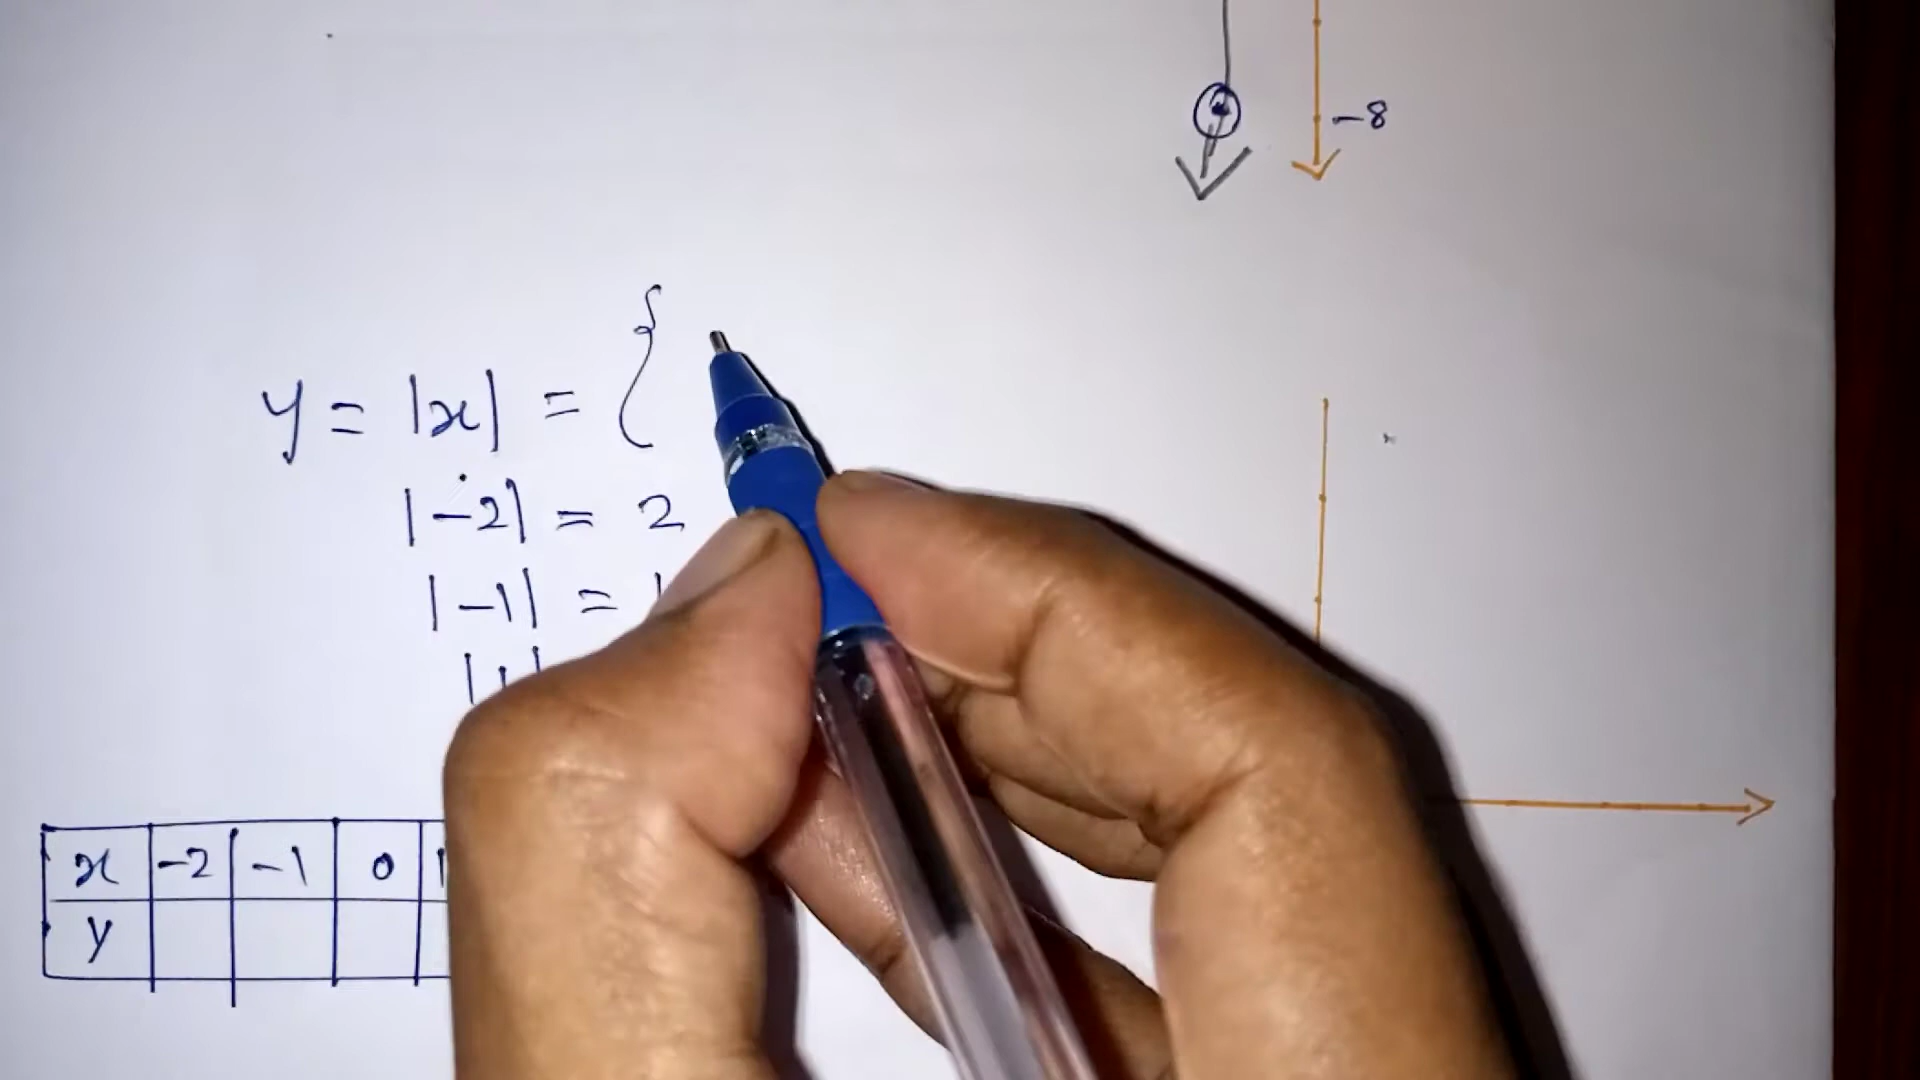 -8
y = |x| = {
|-2| = 2
|-1| =
x -2 -1 0
y